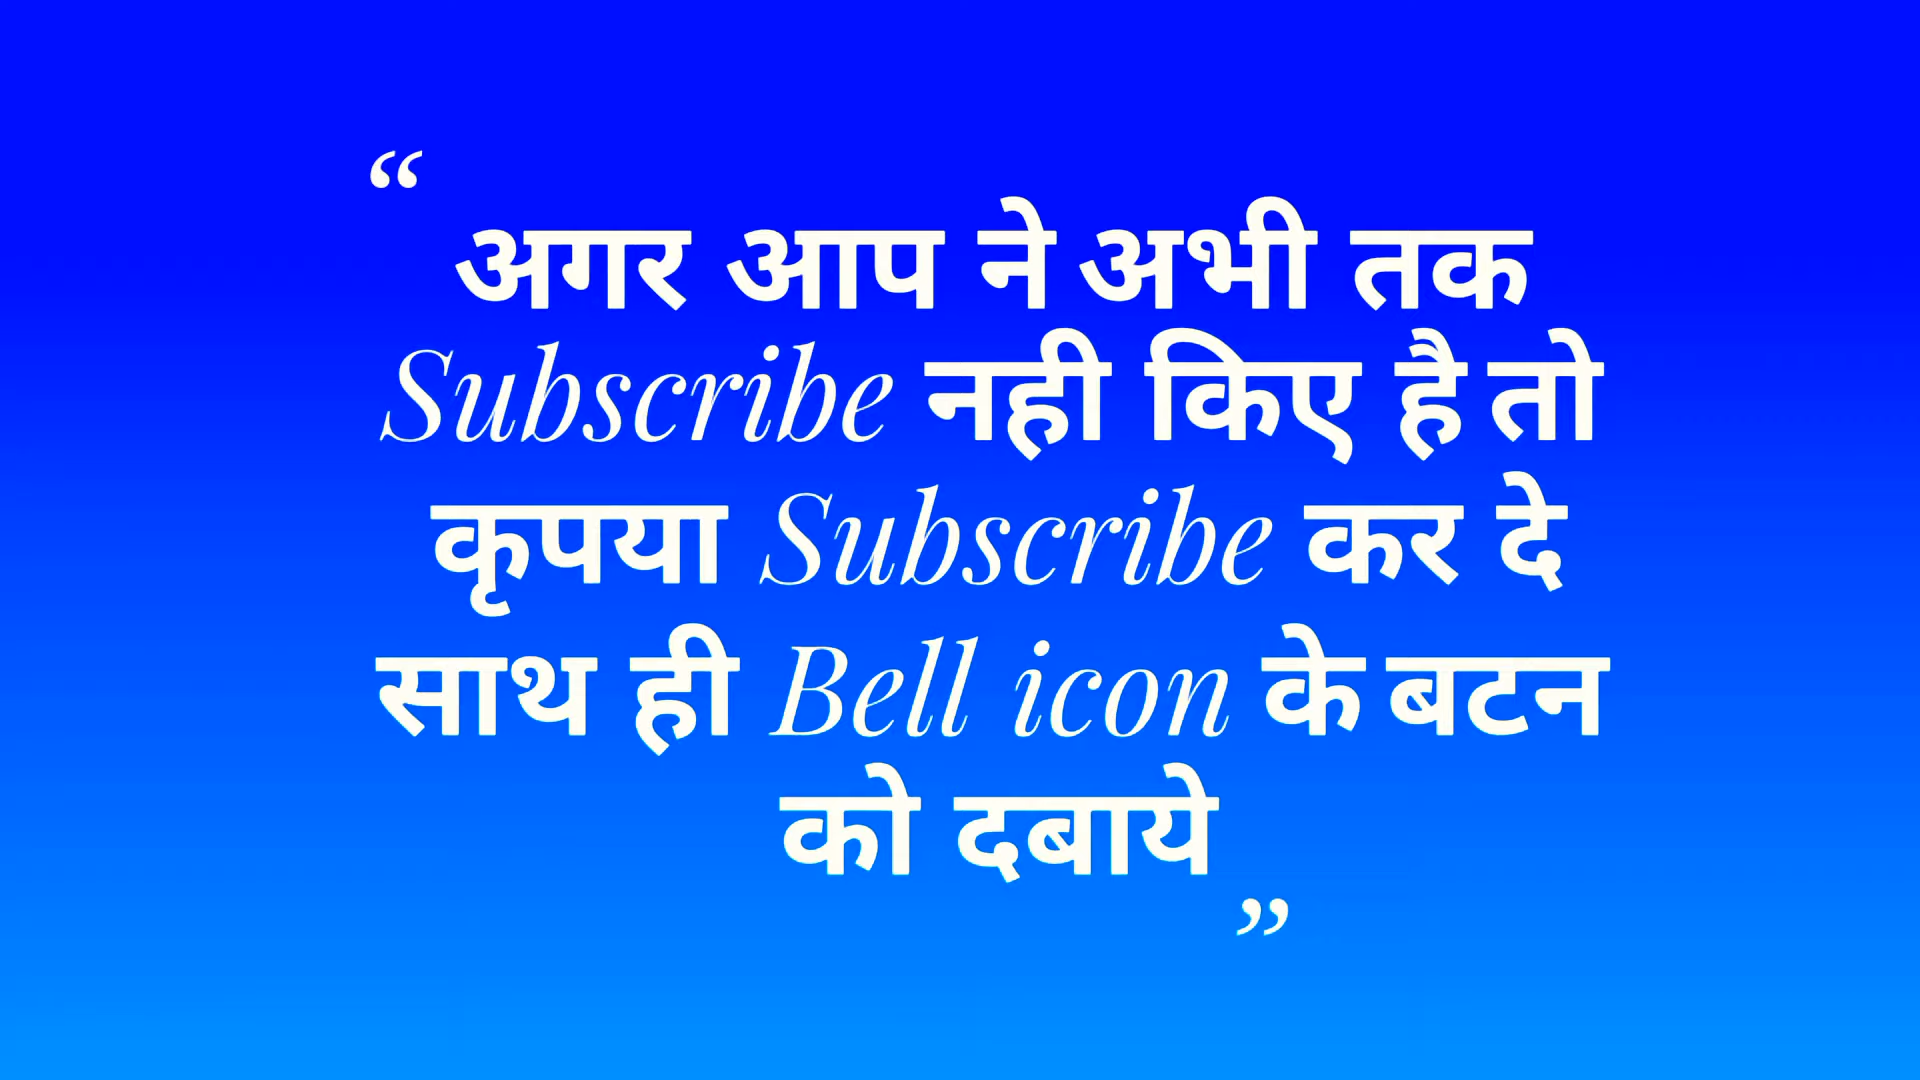 “
अगर आप ने अभी तक
Subscribe नही किए है तो
कृपया Subscribe कर दे
साथ ही Bell icon के बटन
को दबाये
”